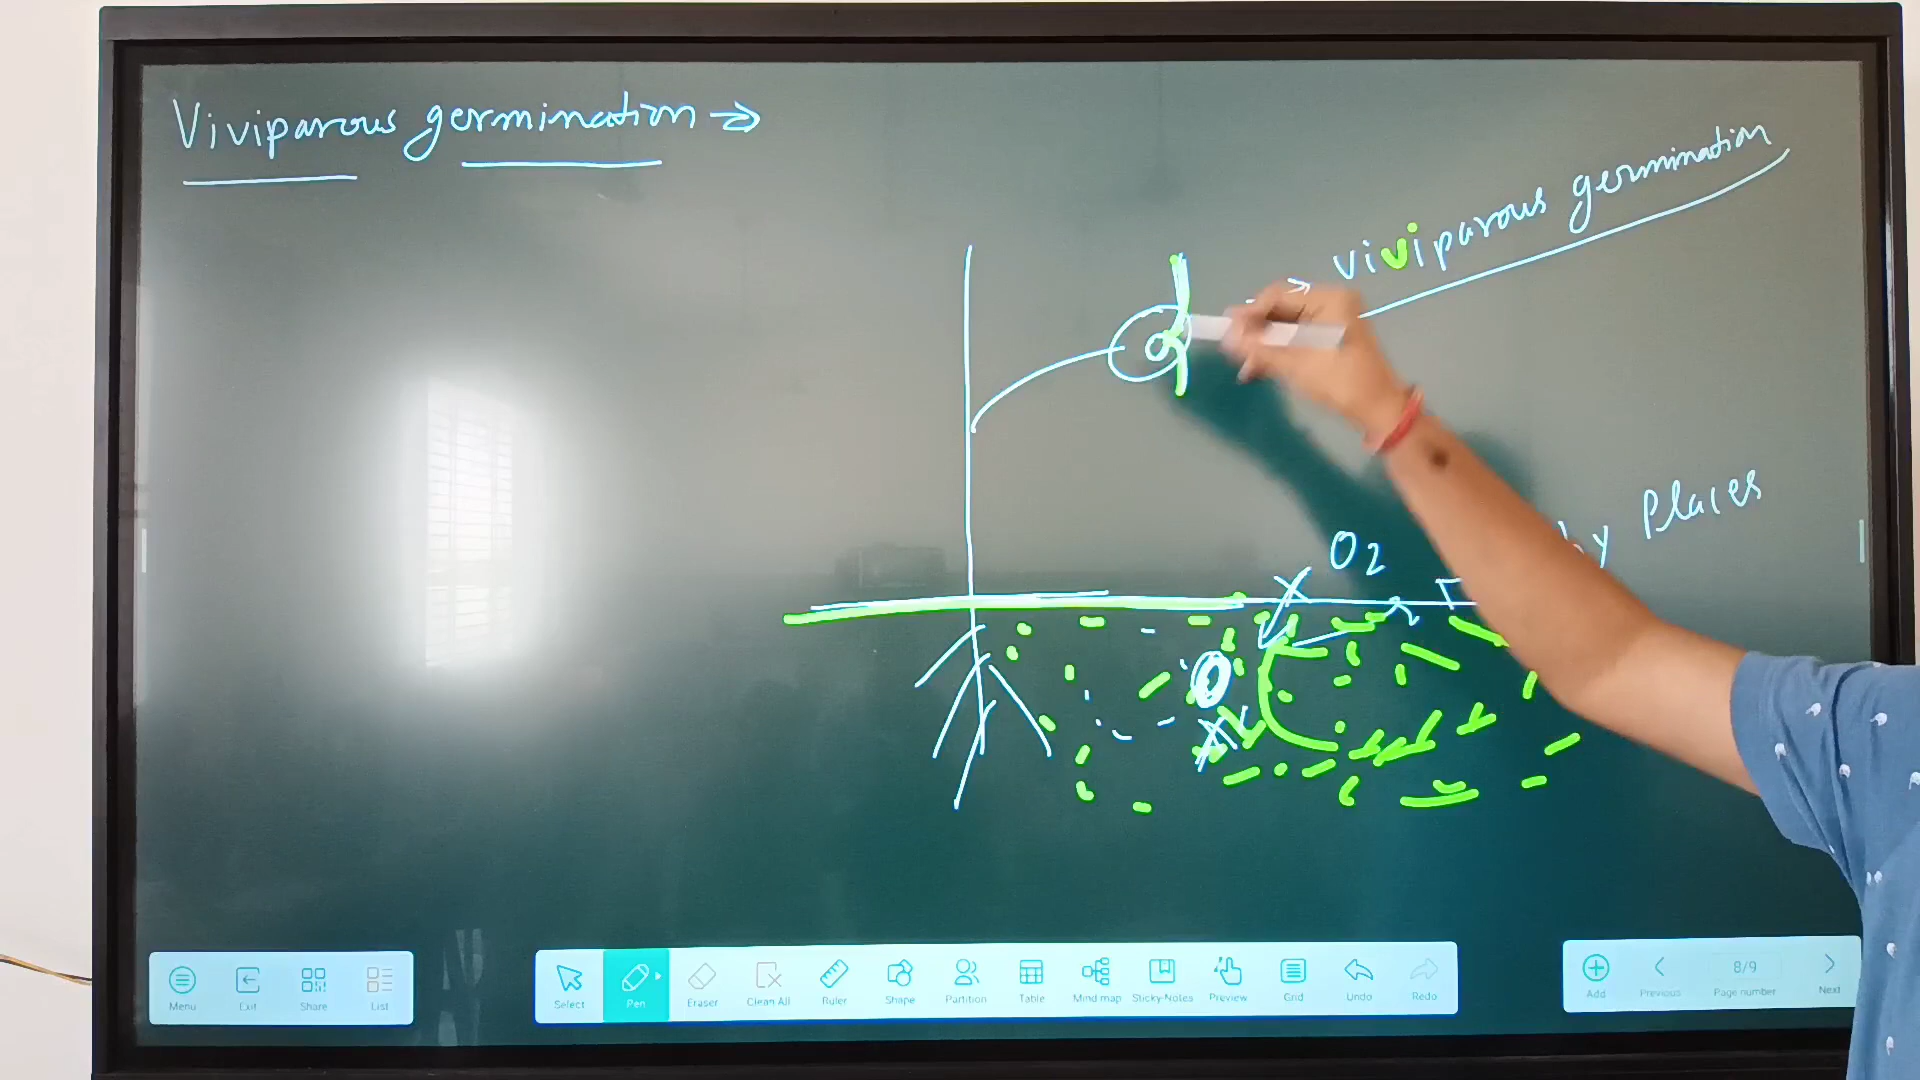 Viviparous germination →
→ Viviparous germination
Places
O2
Menu Exit Share List
Select Pen Eraser Clean All Ruler Shape Partition Table Mind map Sticky Notes Preview Grid Undo Redo
8/9
Add Previous Page number Next